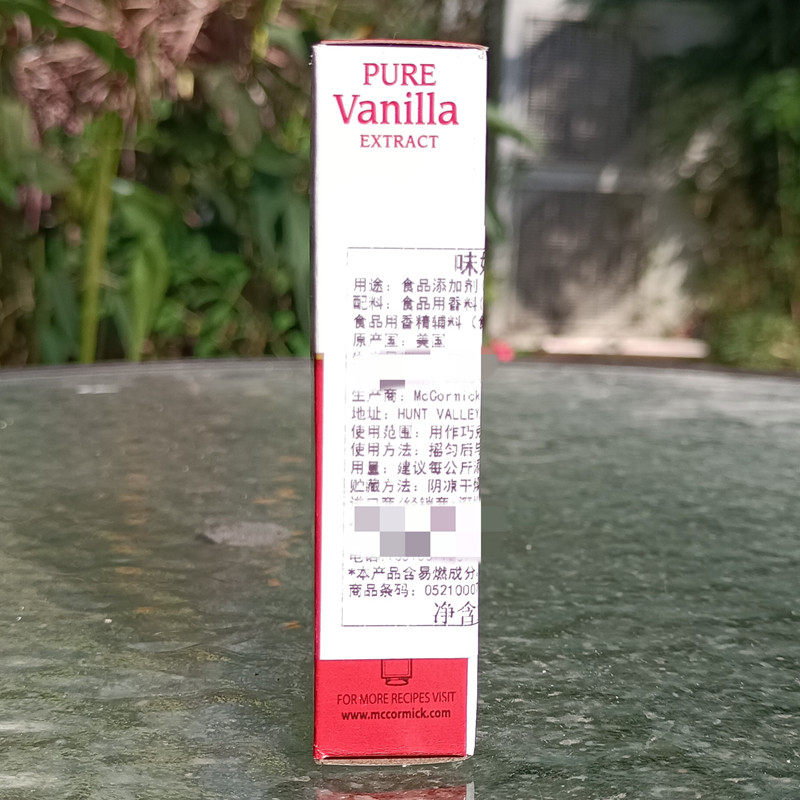 PURE
Vanilla
EXTRACT
味
用途：食品添加剂
配料：食品用香料
食品用香精辅料（
原产国：美国
生产商：McCormick
地址：HUNT VALLEY
使用范围：用作巧
使用方法：摇匀后
用量：建议每公斤
贮藏方法：阴凉干
*本产品含易燃成分
商品条码：0521000
净含
FOR MORE RECIPES VISIT
www.mccormick.com